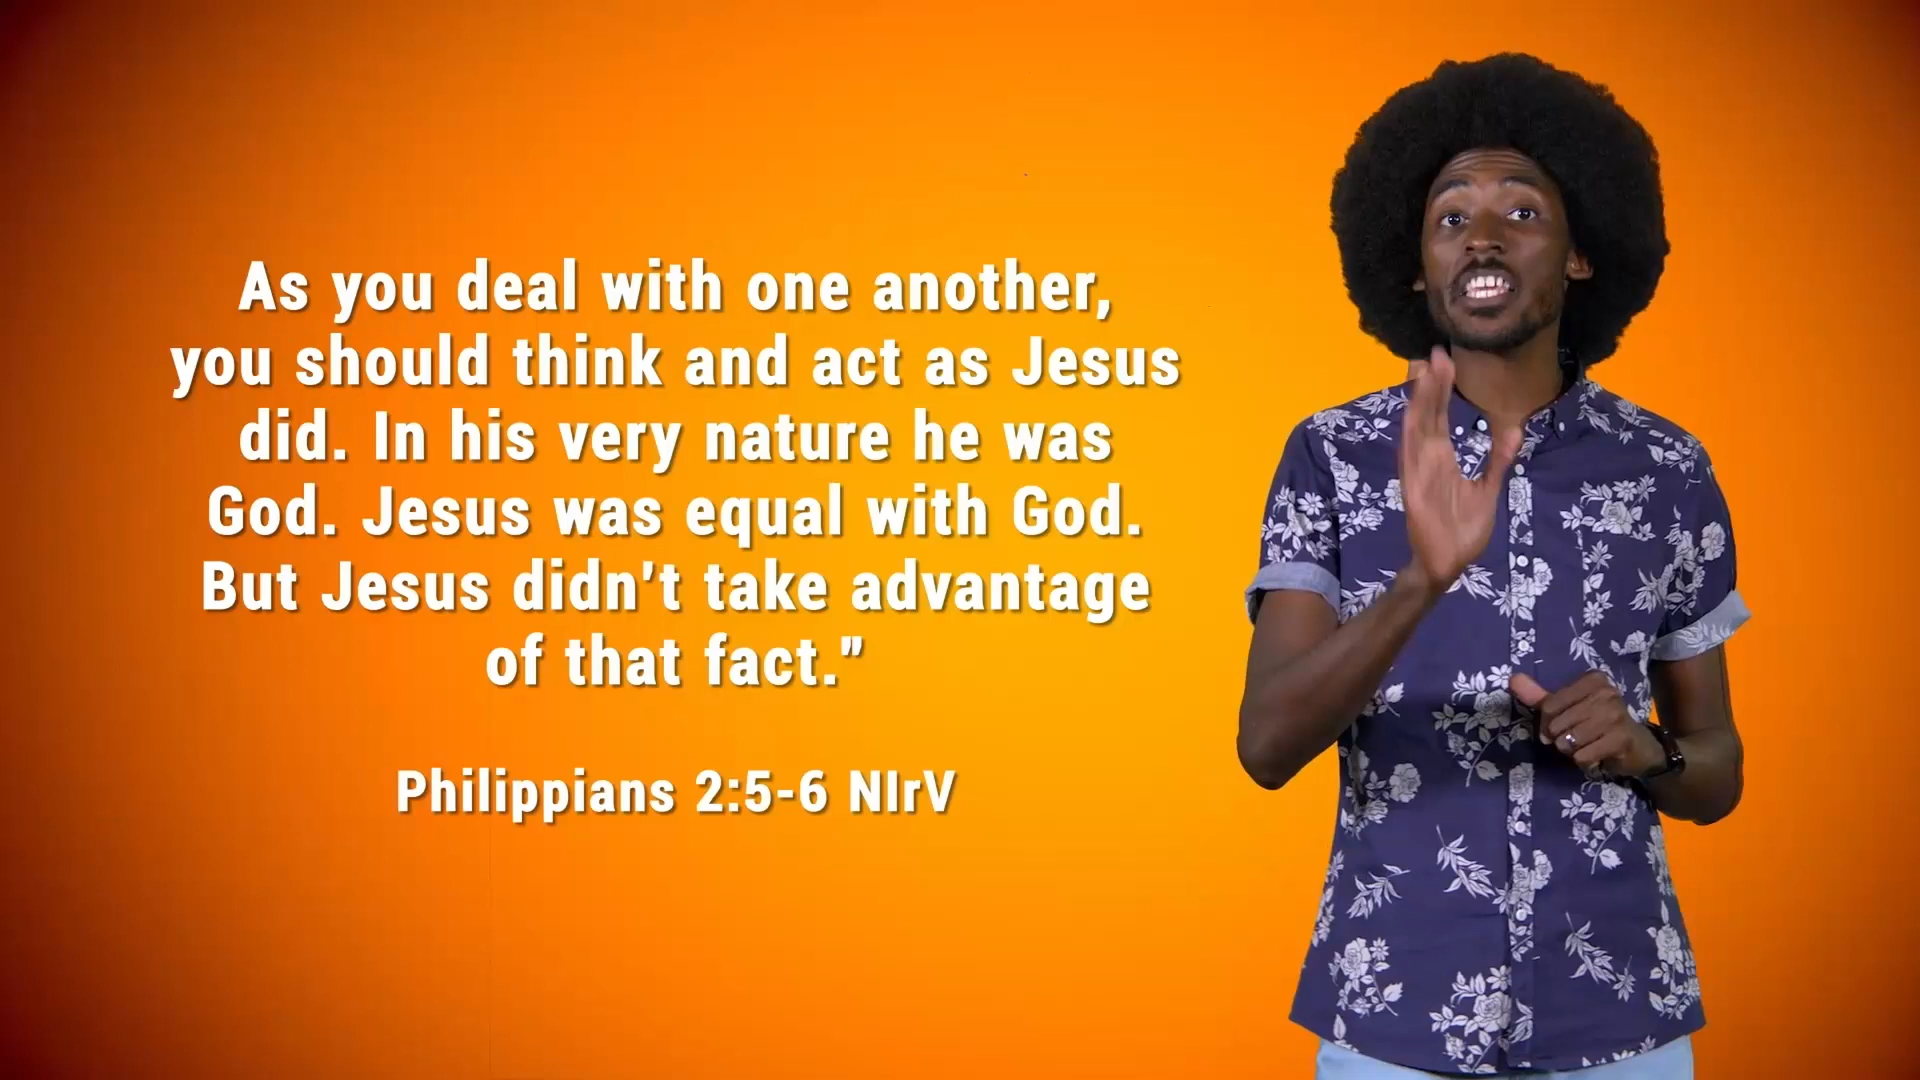 As you deal with one another,
you should think and act as Jesus
did. In his very nature he was
God. Jesus was equal with God.
But Jesus didn't take advantage
of that fact.”
Philippians 2:5-6 NIrV